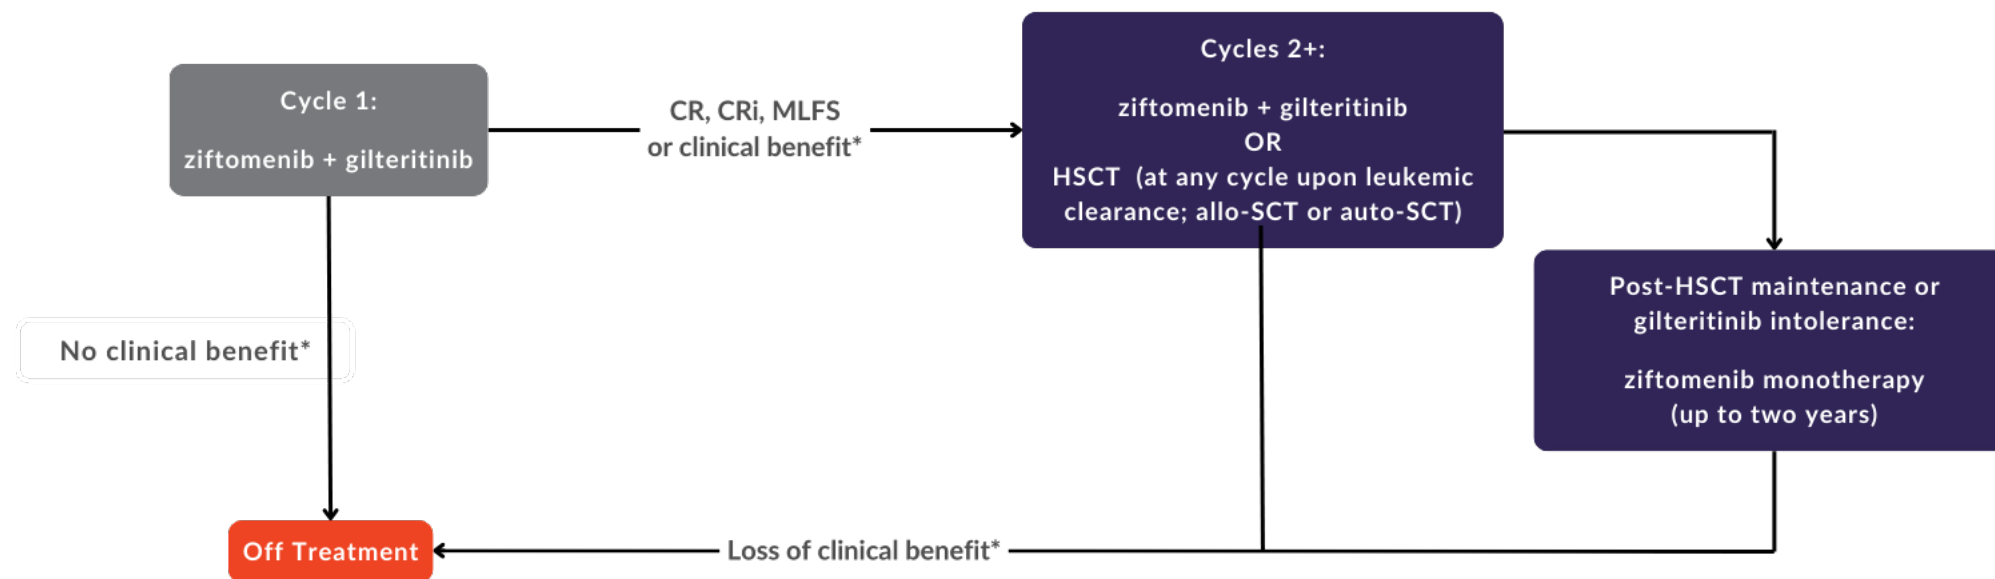 Cycle 1:
ziftomenib + gilteritinib
CR, CRi, MLFS
or clinical benefit*
Cycles 2+:
ziftomenib + gilteritinib
OR
HSCT (at any cycle upon leukemic
clearance; allo-SCT or auto-SCT)
Post-HSCT maintenance or
gilteritinib intolerance:
ziftomenib monotherapy
(up to two years)
No clinical benefit*
Off Treatment
Loss of clinical benefit*